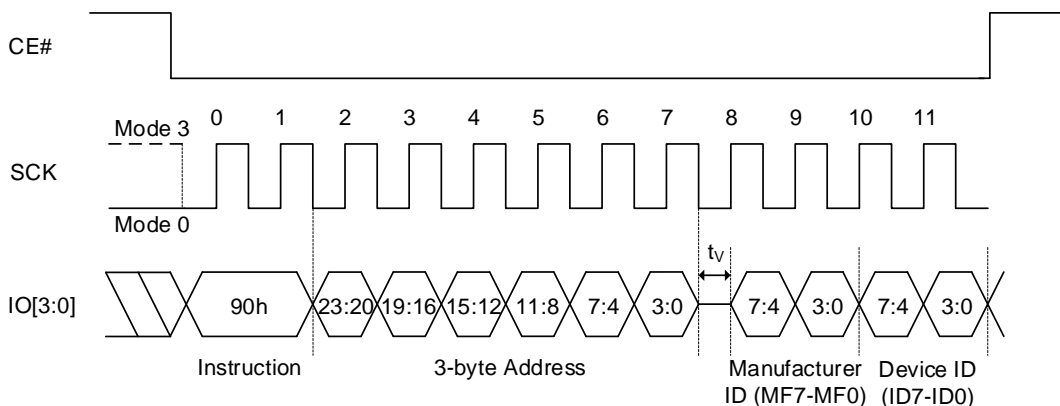 CE#
0 1 2 3 4 5 6 7 8 9 10 11
Mode 3
SCK
Mode 0
tV
IO[3:0] 90h 23:20 19:16 15:12 11:8 7:4 3:0 7:4 3:0 7:4 3:0
Instruction 3-byte Address Manufacturer Device ID
ID (MF7-MF0) (ID7-ID0)